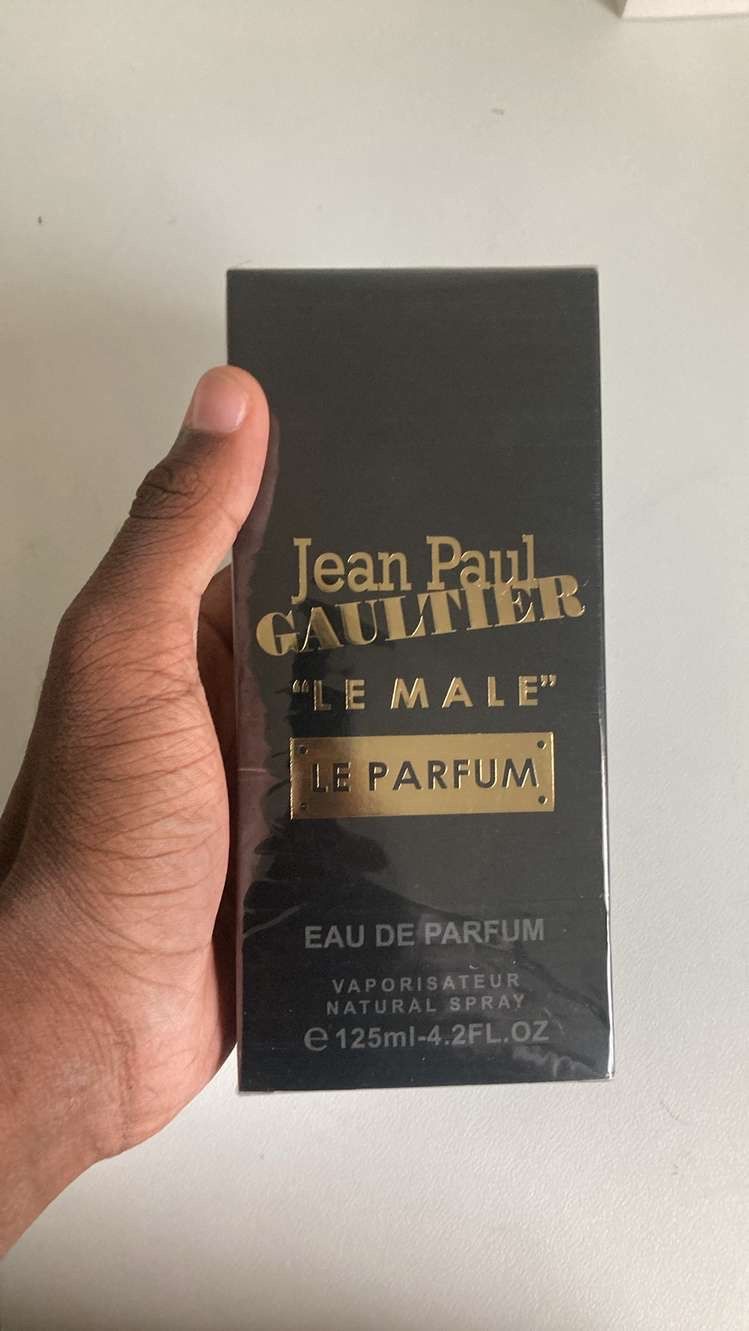 Jean Paul
GAULTIER
"LE MALE"
LE PARFUM
EAU DE PARFUM
VAPORISATEUR
NATURAL SPRAY
℮ 125ml-4.2FL.OZ